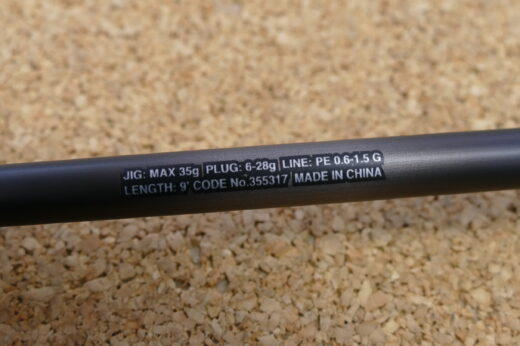 JIG: MAX 35g PLUG: 6-28g LINE: PE 0.6-1.5 G
LENGTH: 9' CODE No.355317 MADE IN CHINA